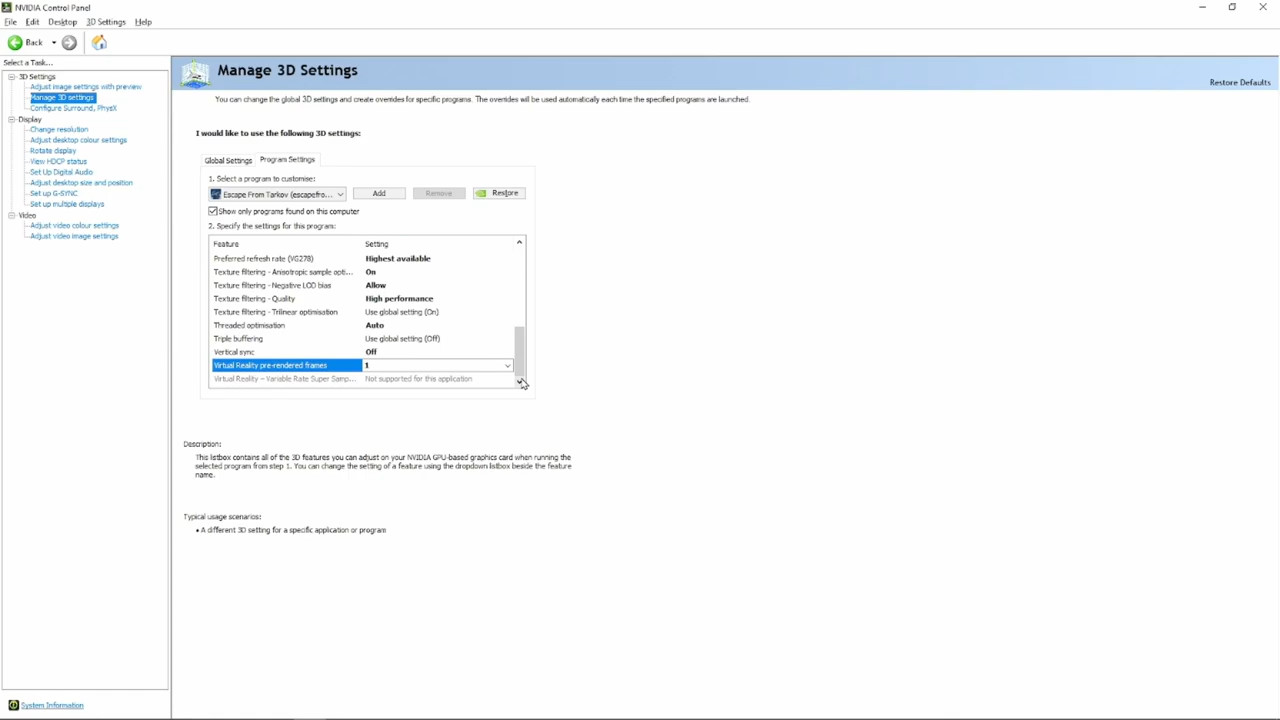 NVIDIA Control Panel
File Edit Desktop 3D Settings Help
Back
Select a Task...
3D Settings
Adjust image settings with preview
Manage 3D settings
Configure Surround, PhysX
Display
Change resolution
Adjust desktop colour settings
Rotate display
View HDCP status
Set Up Digital Audio
Adjust desktop size and position
Set up G-SYNC
Set up multiple displays
Video
Adjust video colour settings
Adjust video image settings
System Information
Manage 3D Settings
Restore Defaults
You can change the global 3D settings and create overrides for specific programs. The overrides will be used automatically each time the specified programs are launched.
I would like to use the following 3D settings:
Global Settings Program Settings
1. Select a program to customise:
Escape From Tarkov (escapefro... Add Remove Restore
Show only programs found on this computer
2. Specify the settings for this program:
Feature Setting
Preferred refresh rate (VG278) Highest available
Texture filtering - Anisotropic sample opti... On
Texture filtering - Negative LOD bias Allow
Texture filtering - Quality High performance
Texture filtering - Trilinear optimisation Use global setting (On)
Threaded optimisation Auto
Triple buffering Use global setting (Off)
Vertical sync Off
Virtual Reality pre-rendered frames 1
Virtual Reality – Variable Rate Super Samp... Not supported for this application
Description:
This listbox contains all of the 3D features you can adjust on your NVIDIA GPU-based graphics card when running the
selected program from step 1. You can change the setting of a feature using the dropdown listbox beside the feature
name.
Typical usage scenarios:
• A different 3D setting for a specific application or program